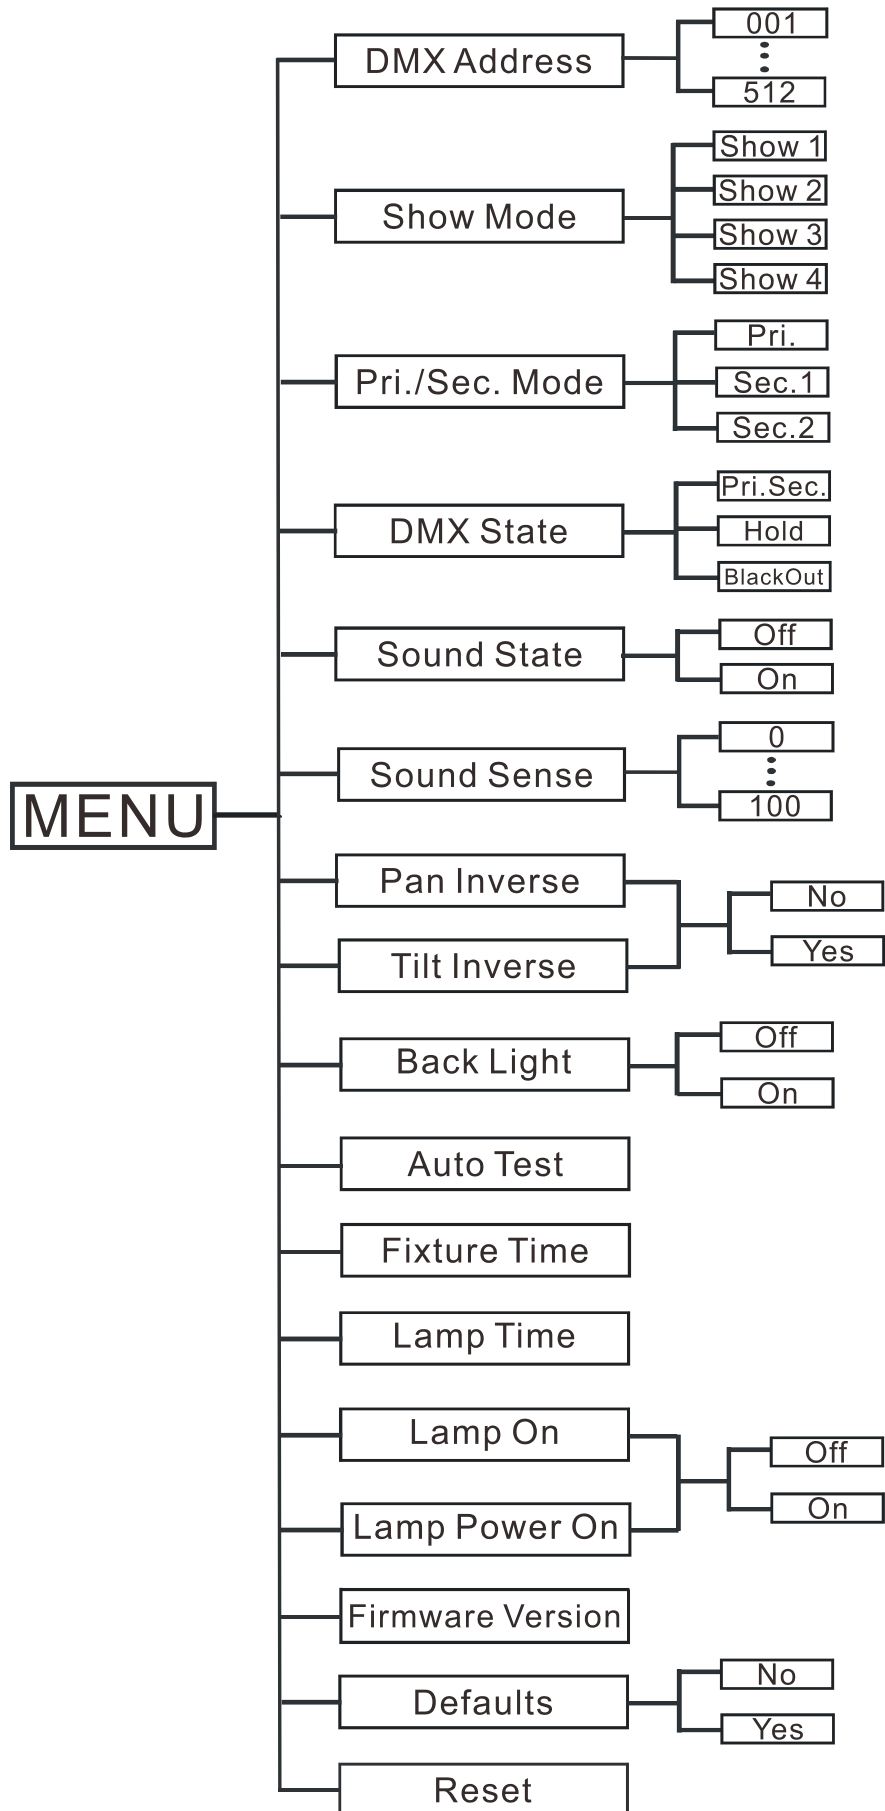 MENU
DMX Address
001
512
Show Mode
Show 1
Show 2
Show 3
Show 4
Pri./Sec. Mode
Pri.
Sec.1
Sec.2
DMX State
Pri.Sec.
Hold
BlackOut
Sound State
Off
On
Sound Sense
0
100
Pan Inverse
Tilt Inverse
No
Yes
Back Light
Off
On
Auto Test
Fixture Time
Lamp Time
Lamp On
Lamp Power On
Off
On
Firmware Version
Defaults
No
Yes
Reset